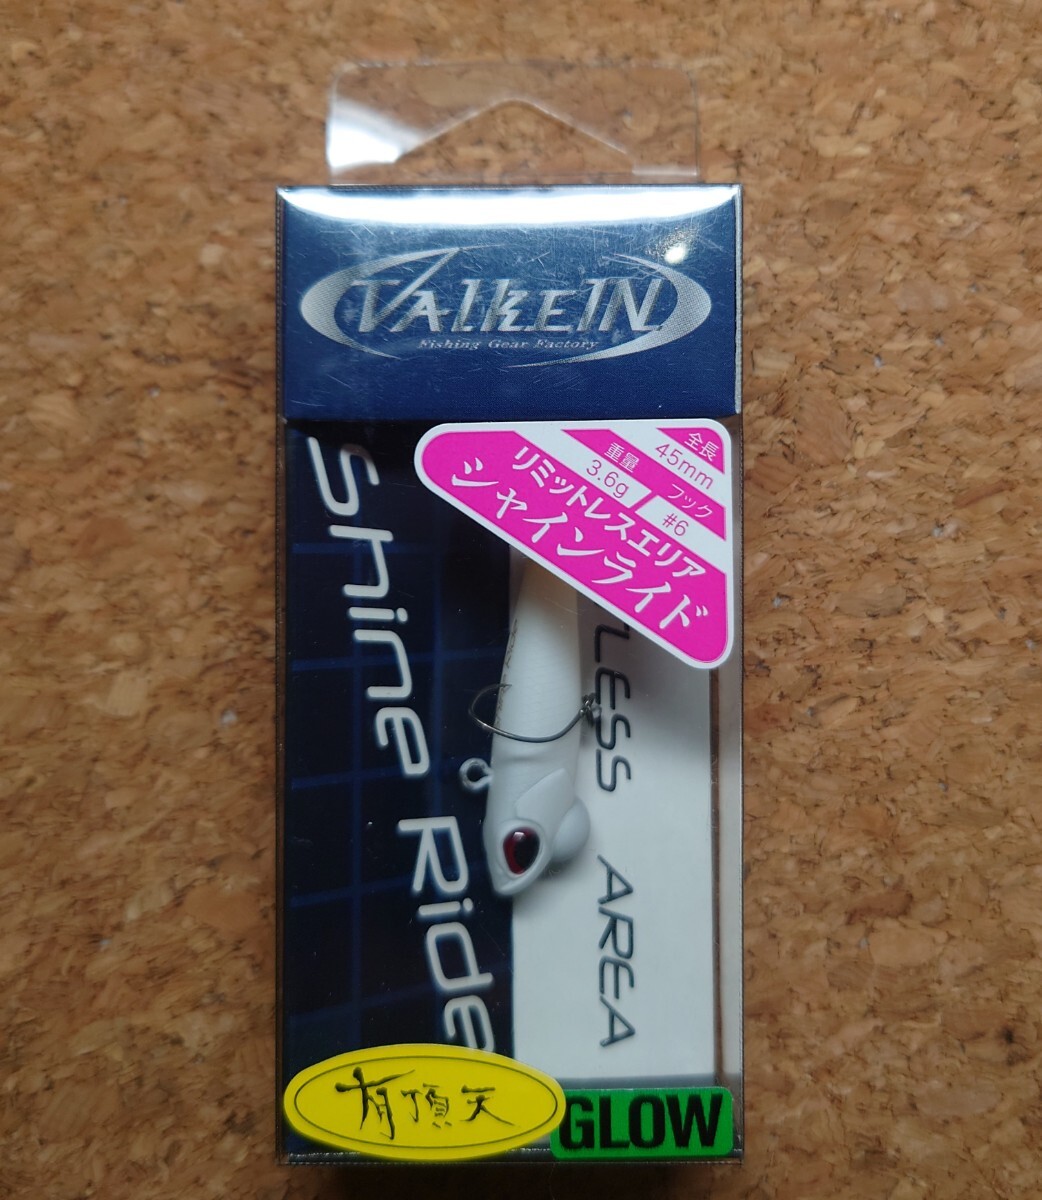 ValkeIN
Fishing Gear Factory
全長
45mm
重量
3.6g
フック
#6
リミットレスエリア
シャインライド
Shine Ride
AREA
有頂天
GLOW